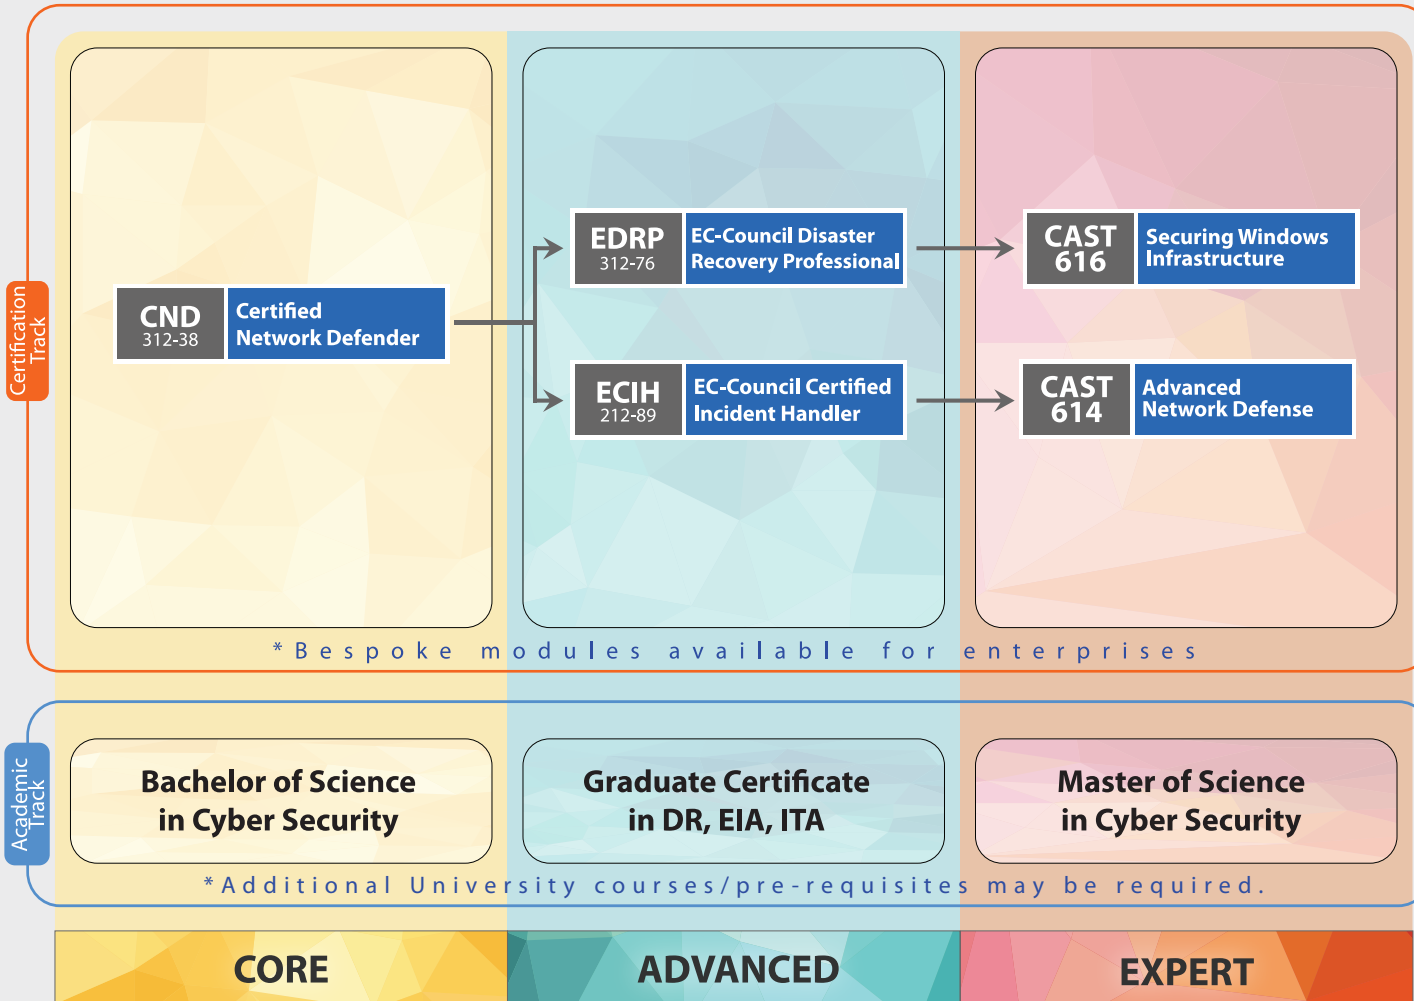 Certification
Track
CND
312-38
Certified
Network Defender
EDRP
312-76
EC-Council Disaster
Recovery Professional
ECIH
212-89
EC-Council Certified
Incident Handler
CAST
616
Securing Windows
Infrastructure
CAST
614
Advanced
Network Defense
*Bespoke modules available for enterprises
Academic
Track
Bachelor of Science
in Cyber Security
Graduate Certificate
in DR, EIA, ITA
Master of Science
in Cyber Security
*Additional University courses/pre-requisites may be required.
CORE
ADVANCED
EXPERT